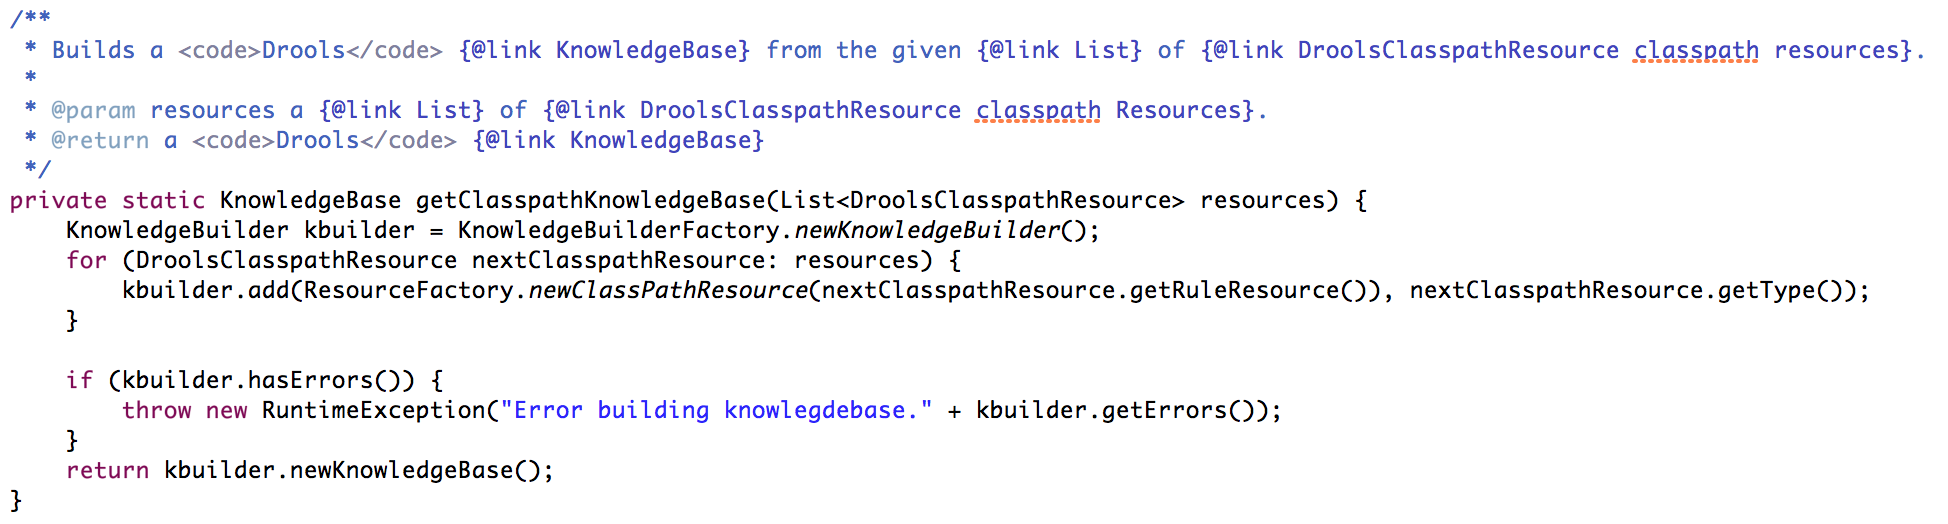 /**
 * Builds a <code>Drools</code> {@link KnowledgeBase} from the given {@link List} of {@link DroolsClasspathResource classpath resources}.
 *
 * @param resources a {@link List} of {@link DroolsClasspathResource classpath Resources}.
 * @return a <code>Drools</code> {@link KnowledgeBase}
 */
private static KnowledgeBase getClasspathKnowledgeBase(List<DroolsClasspathResource> resources) {
    KnowledgeBuilder kbuilder = KnowledgeBuilderFactory.newKnowledgeBuilder();
    for (DroolsClasspathResource nextClasspathResource: resources) {
        kbuilder.add(ResourceFactory.newClassPathResource(nextClasspathResource.getRuleResource()), nextClasspathResource.getType());
    }

    if (kbuilder.hasErrors()) {
        throw new RuntimeException("Error building knowlegdebase." + kbuilder.getErrors());
    }
    return kbuilder.newKnowledgeBase();
}